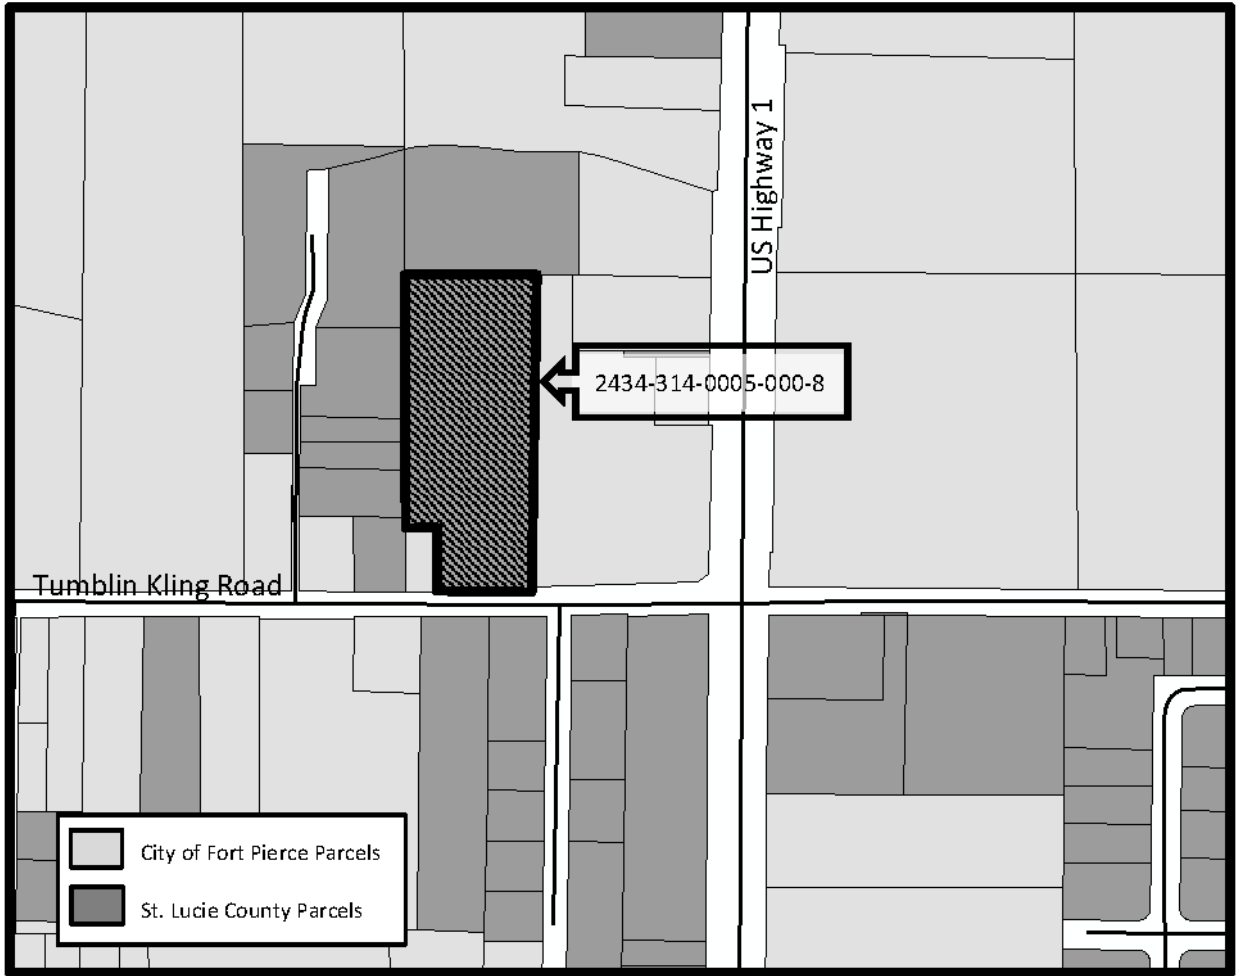 US Highway 1
2434-314-0005-000-8
Tumblin Kling Road
City of Fort Pierce Parcels
St. Lucie County Parcels